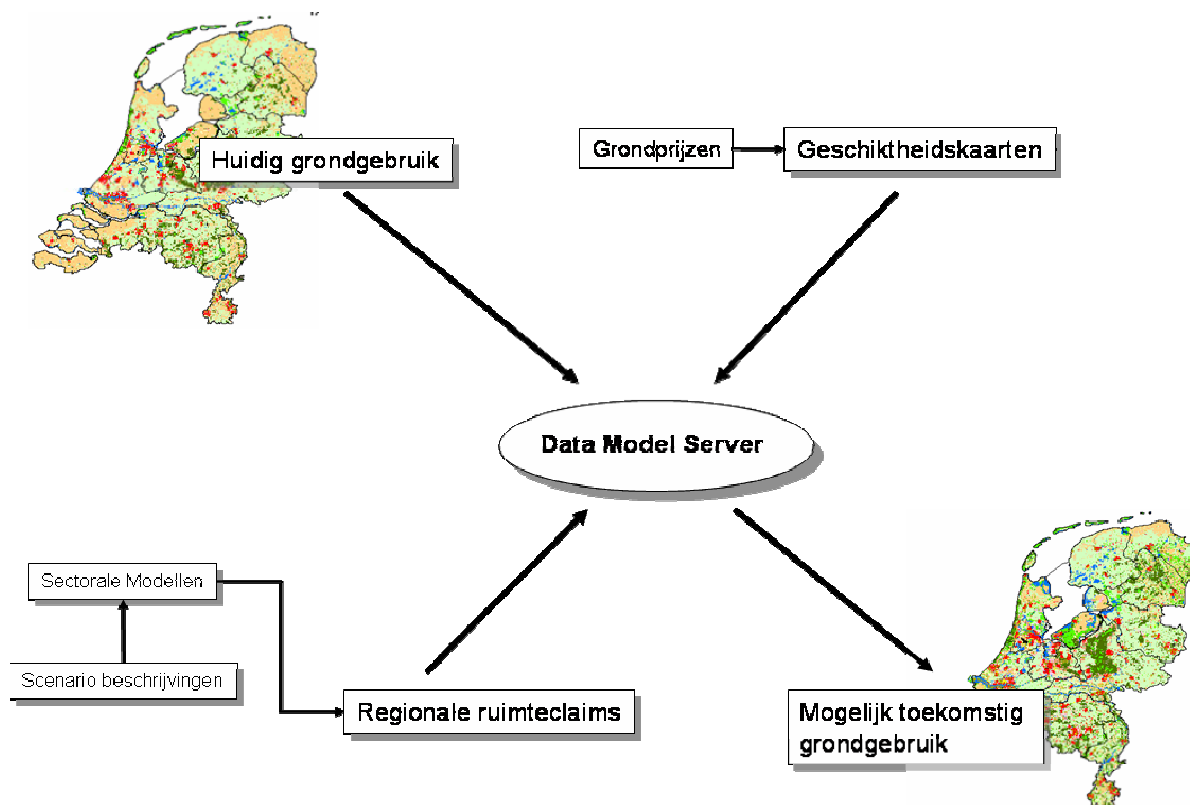 Huidig grondgebruik
Grondprijzen
Geschiktheidskaarten
Data Model Server
Sectorale Modellen
Scenario beschrijvingen
Regionale ruimteclaims
Mogelijk toekomstig
grondgebruik